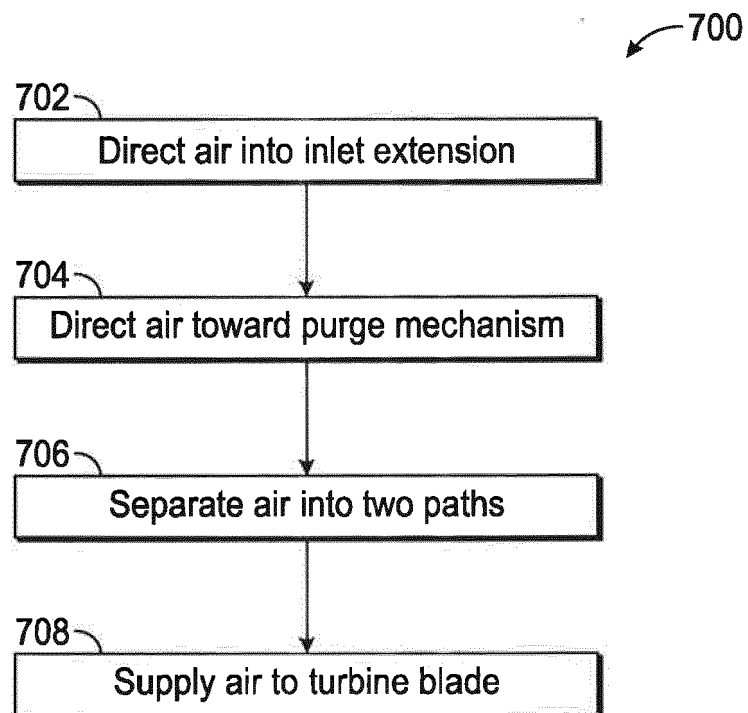 700
702
Direct air into inlet extension
704
Direct air toward purge mechanism
706
Separate air into two paths
708
Supply air to turbine blade